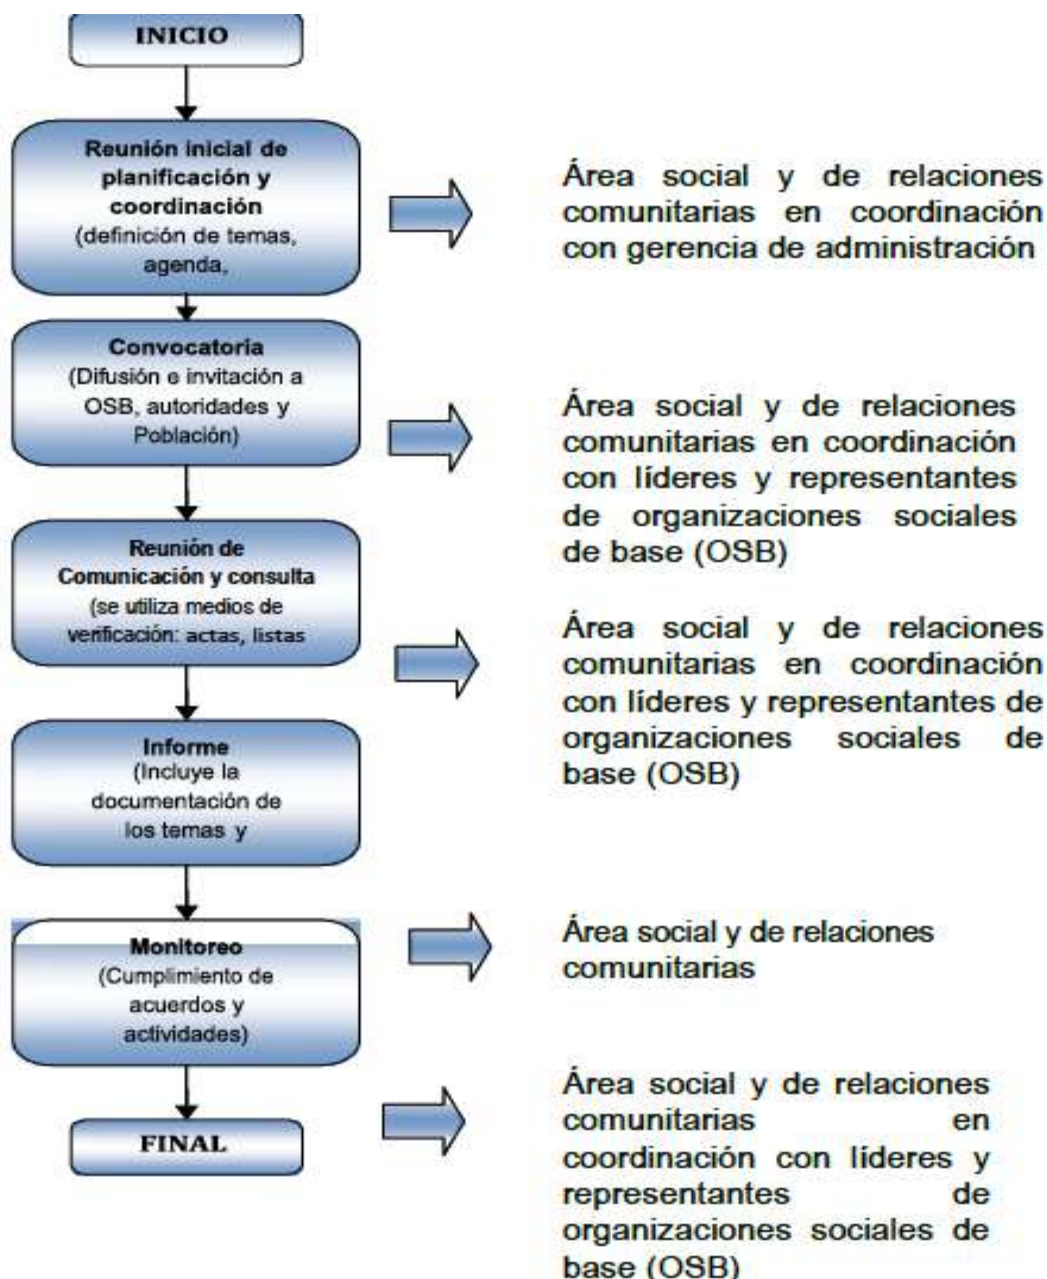 INICIO
Reunión inicial de
planificación y
coordinación
(definición de temas,
agenda,
Área social y de relaciones
comunitarias en coordinación
con gerencia de administración
Convocatoria
(Difusión e invitación a
OSB, autoridades y
Población)
Área social y de relaciones
comunitarias en coordinación
con líderes y representantes
de organizaciones sociales
de base (OSB)
Reunión de
Comunicación y consulta
(se utiliza medios de
verificación: actas, listas
Área social y de relaciones
comunitarias en coordinación
con líderes y representantes de
organizaciones sociales de
base (OSB)
Informe
(Incluye la
documentación de
los temas y
Monitoreo
(Cumplimiento de
acuerdos y
actividades)
Área social y de relaciones
comunitarias
FINAL
Área social y de relaciones
comunitarias en
coordinación con líderes y
representantes de
organizaciones sociales de
base (OSB)